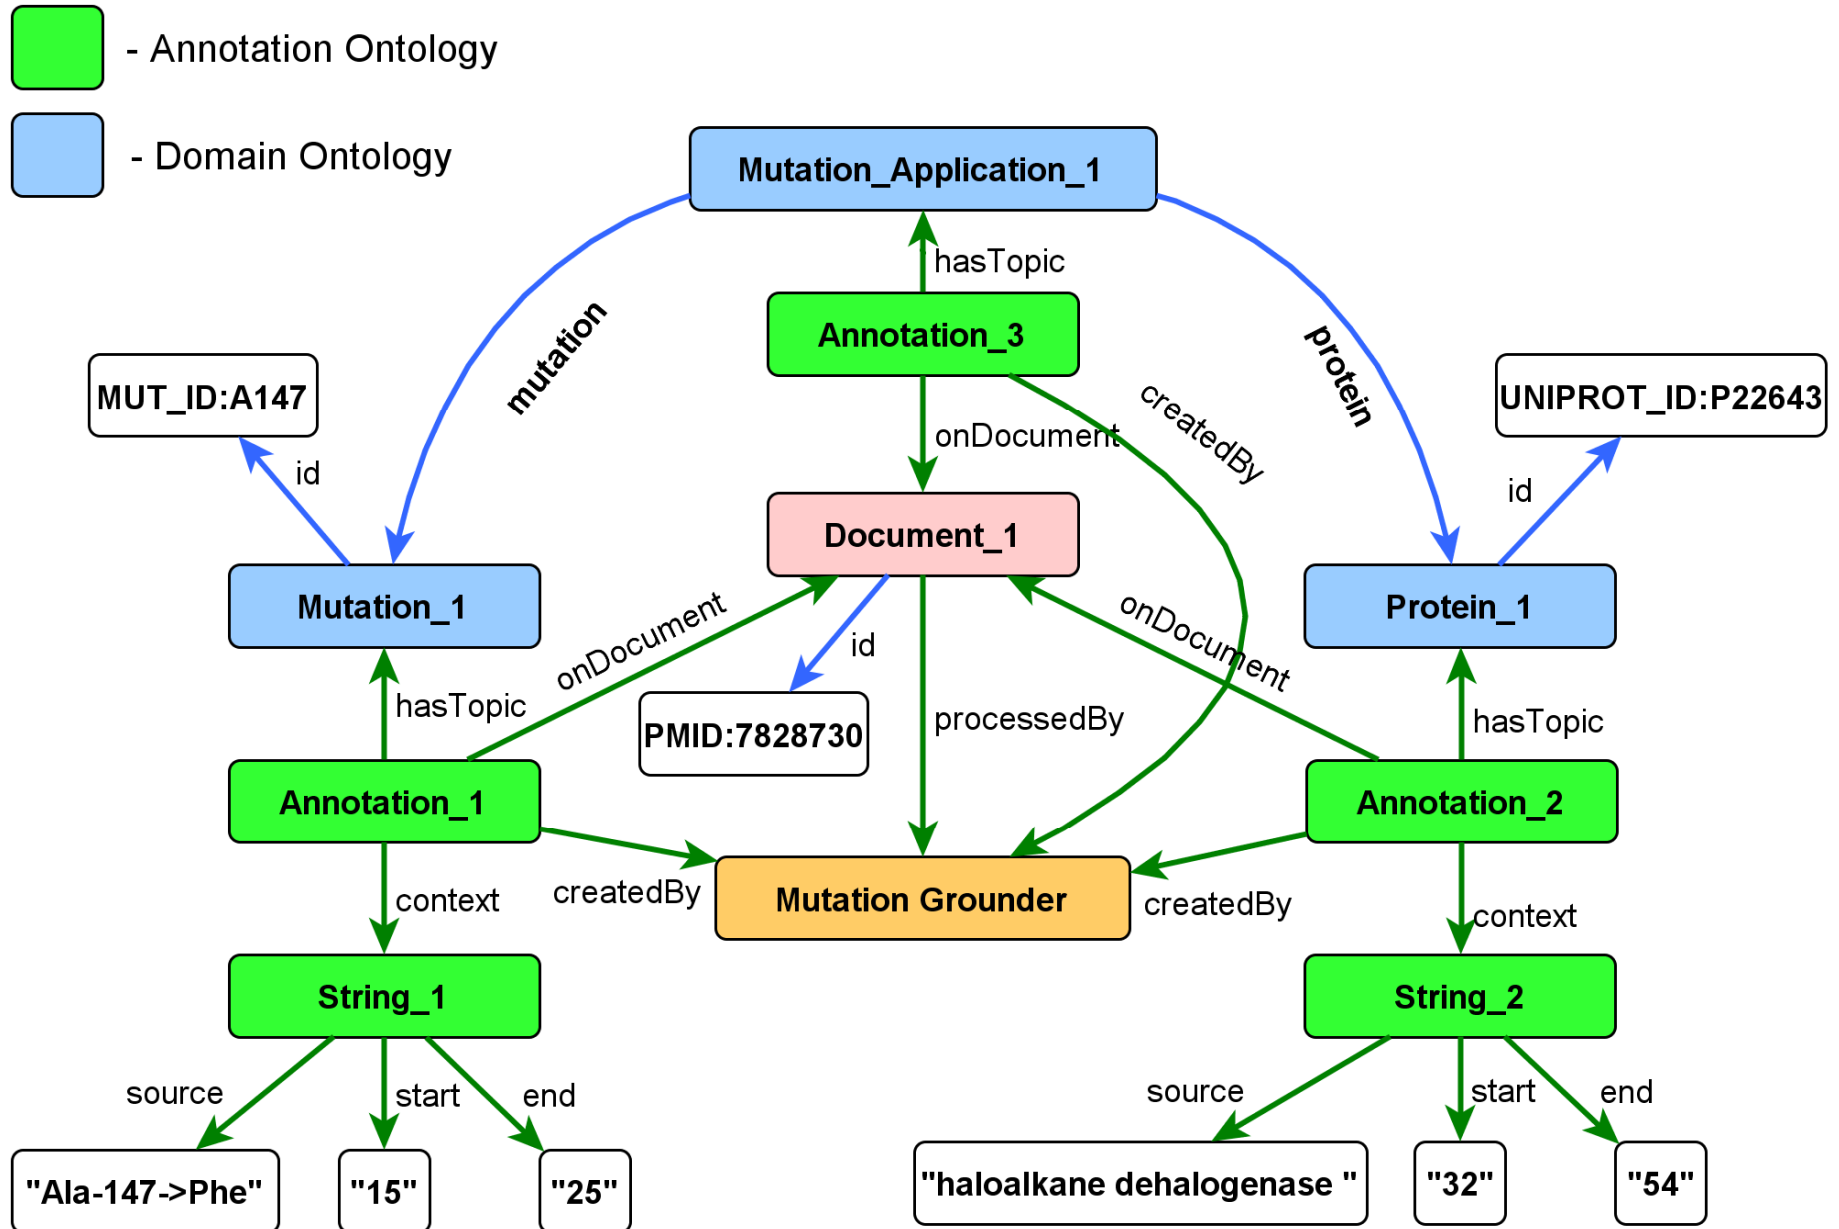 - Annotation Ontology
- Domain Ontology
Mutation_Application_1
hasTopic
mutation
Annotation_3
protein
createdBy
MUT_ID:A147
UNIPROT_ID:P22643
onDocument
id
id
Document_1
Mutation_1
Protein_1
onDocument
id
onDocument
hasTopic
PMID:7828730
processedBy
hasTopic
Annotation_1
Annotation_2
createdBy
Mutation Grounder
createdBy
context
context
String_1
String_2
source
start
end
source
start
end
"Ala-147->Phe"
"15"
"25"
"haloalkane dehalogenase "
"32"
"54"